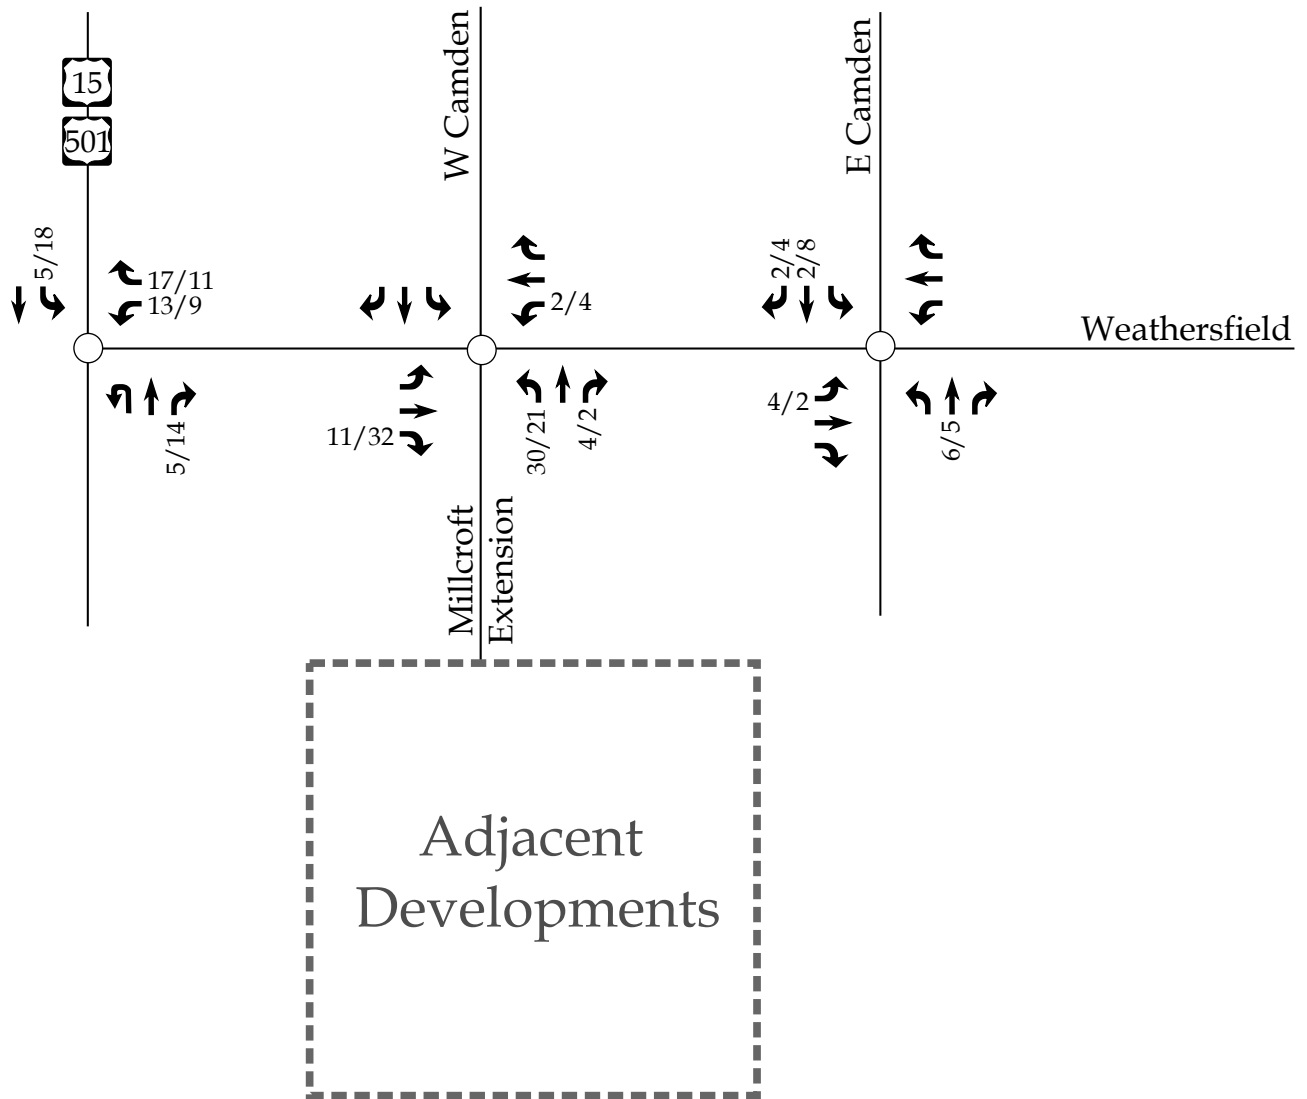 15
501
W Camden
E Camden
5/18
17/11
13/9
2/4
2/4
2/8
Weathersfield
5/14
11/32
30/21
4/2
4/2
6/5
Millcroft
Extension
Adjacent
Developments